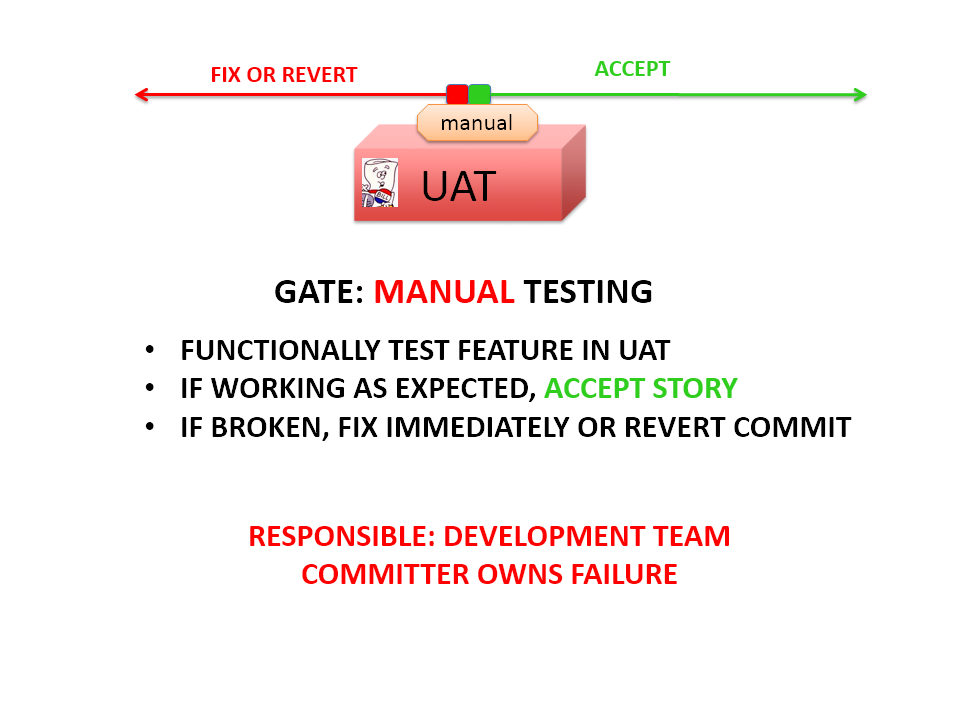 FIX OR REVERT
ACCEPT
manual
UAT
BILL
GATE: MANUAL TESTING
• FUNCTIONALLY TEST FEATURE IN UAT
• IF WORKING AS EXPECTED, ACCEPT STORY
• IF BROKEN, FIX IMMEDIATELY OR REVERT COMMIT
RESPONSIBLE: DEVELOPMENT TEAM
COMMITTER OWNS FAILURE